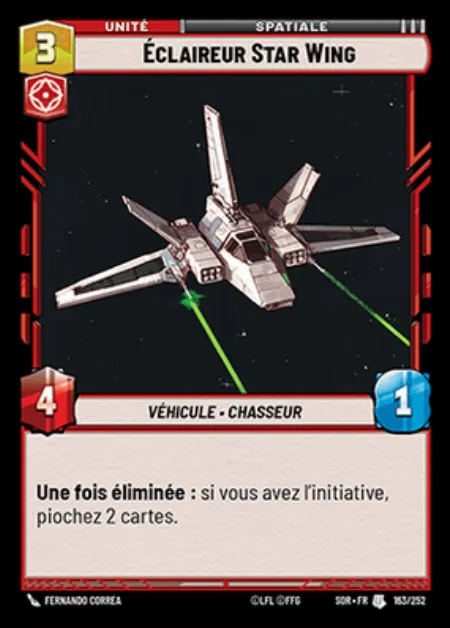 UNITÉ
SPATIALE
3
Éclaireur Star Wing
4
VÉHICULE • CHASSEUR
1
Une fois éliminée : si vous avez l'initiative,
piochez 2 cartes.
FERNANDO CORREA
©LFL ©FFG
SOR • FR
163/252